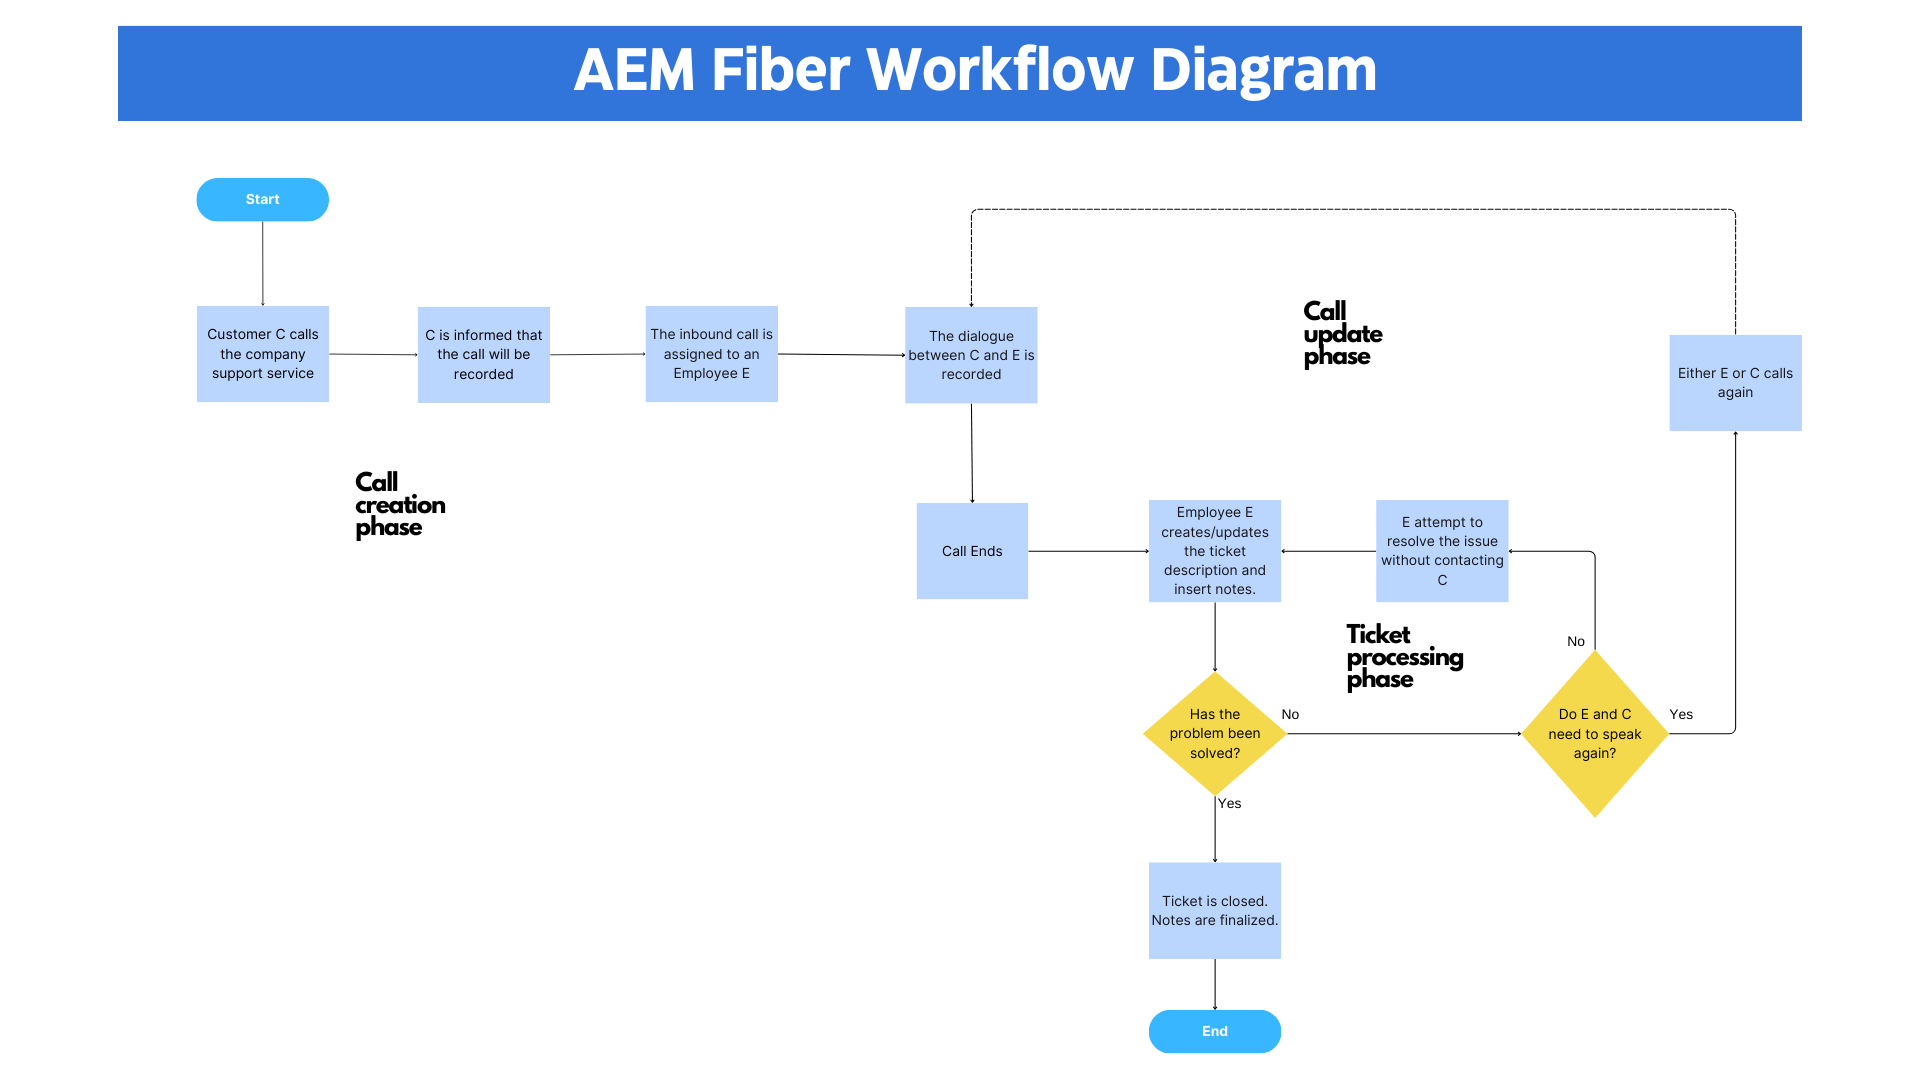 AEM Fiber Workflow Diagram
Start
Customer C calls
the company
support service
C is informed that
the call will be
recorded
The inbound call is
assigned to an
Employee E
The dialogue
between C and E is
recorded
Call
update
phase
Either E or C calls
again
Call
creation
phase
Call Ends
Employee E
creates/updates
the ticket
description and
insert notes.
E attempt to
resolve the issue
without contacting
C
Ticket
processing
phase
No
Has the
problem been
solved?
No
Do E and C
need to speak
again?
Yes
Yes
Ticket is closed.
Notes are finalized.
End